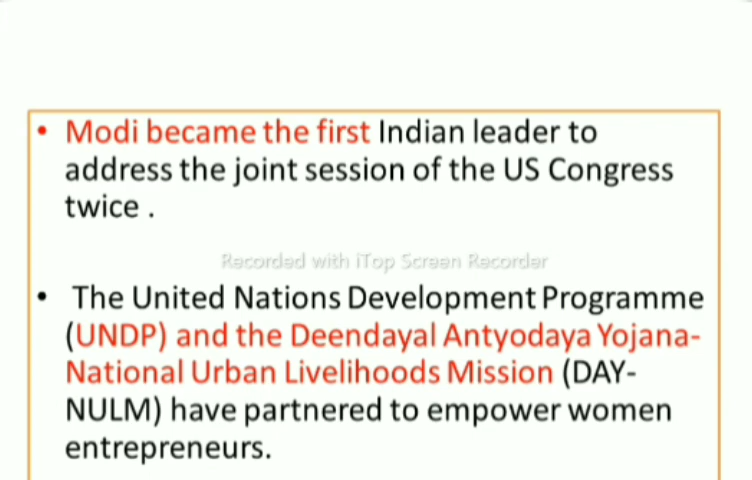 • Modi became the first Indian leader to
address the joint session of the US Congress
twice .
Recorded with iTop Screen Recorder
• The United Nations Development Programme
(UNDP) and the Deendayal Antyodaya Yojana-
National Urban Livelihoods Mission (DAY-
NULM) have partnered to empower women
entrepreneurs.